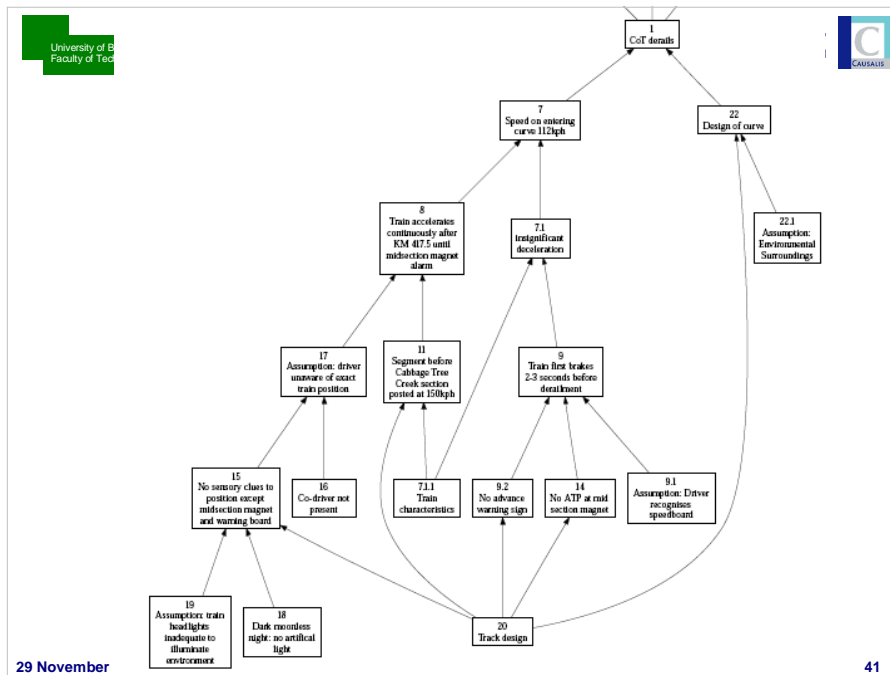 University of B
Faculty of Tec
C
CAUSALIS
1
CoT derails
7
Speed on entering
curve 112kph
22
Design of curve
8
Train accelerates
continuously after
KM 417.5 until
midsection magnet
alarm
7.1
insignificant
deceleration
22.1
Assumption:
Environmental
Surroundings
17
Assumption: driver
unaware of exact
train position
11
Segment before
Cabbage Tree
Creek section
posted at 150kph
9
Train first brakes
2-3 seconds before
derailment
15
No sensory clues to
position except
midsection magnet
and warning board
16
Co-driver not
present
7.1.1
Train
characteristics
9.2
No advance
warning sign
14
No ATP at mid
section magnet
9.1
Assumption: Driver
recognises
speedboard
19
Assumption: train
headlights
inadequate to
illuminate
environment
18
Dark moonless
night: no artifical
light
20
Track design
29 November
41